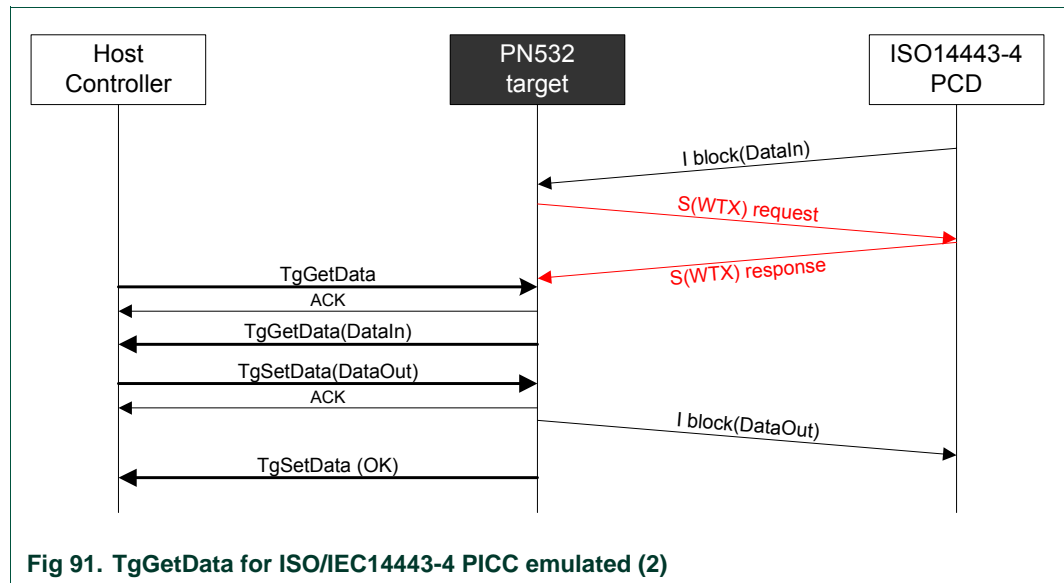 Host
Controller
PN532
target
ISO14443-4
PCD
I block(DataIn)
S(WTX) request
S(WTX) response
TgGetData
ACK
TgGetData(DataIn)
TgSetData(DataOut)
ACK
I block(DataOut)
TgSetData (OK)
Fig 91. TgGetData for ISO/IEC14443-4 PICC emulated (2)